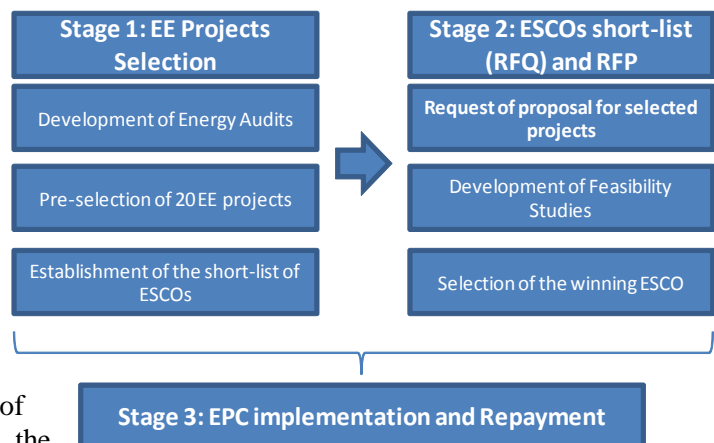 Stage 1: EE Projects
Selection
Development of Energy Audits
Pre-selection of 20 EE projects
Establishment of the short-list of
ESCOs
Stage 2: ESCOs short-list
(RFQ) and RFP
Request of proposal for selected
projects
Development of Feasibility
Studies
Selection of the winning ESCO
of
the
Stage 3: EPC implementation and Repayment